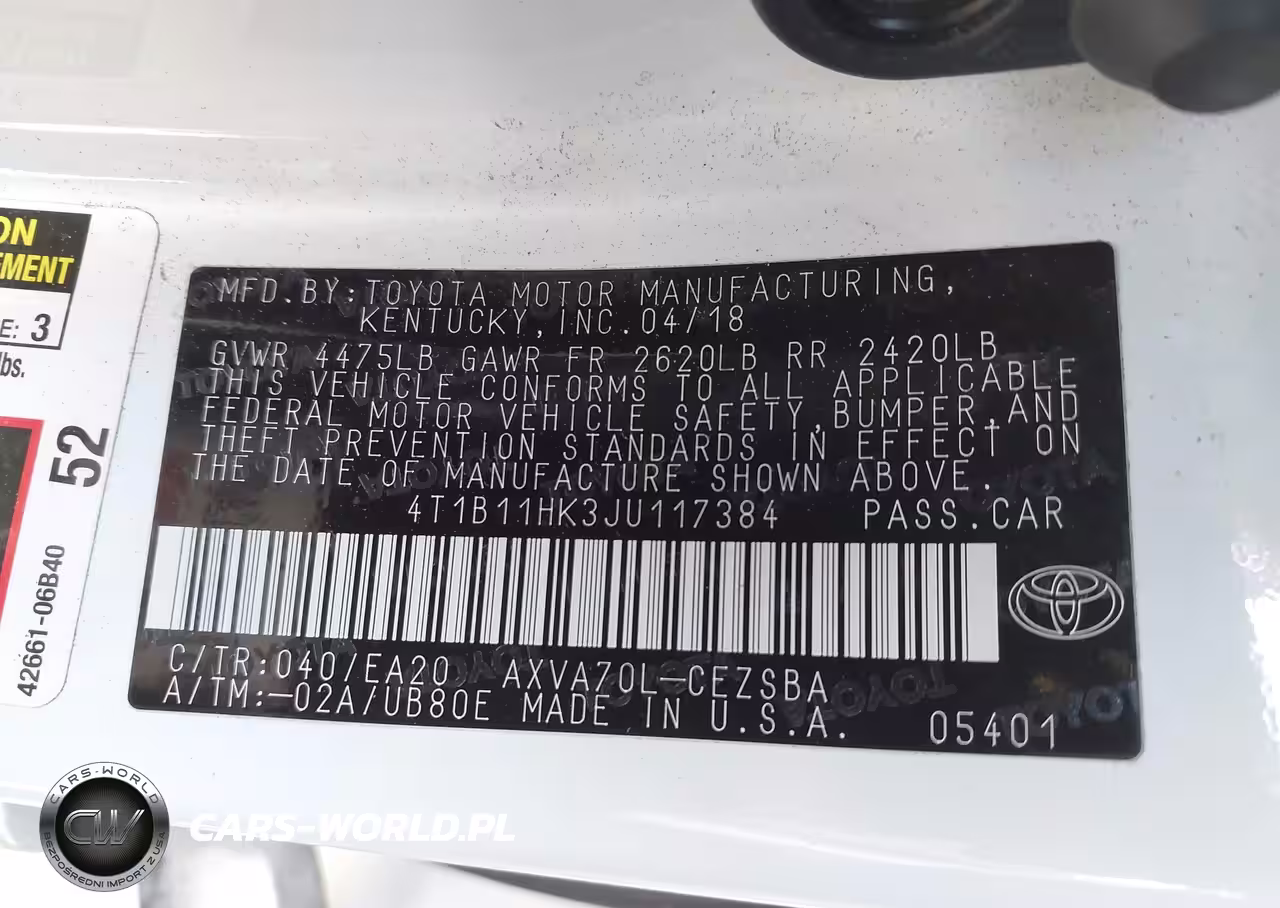 ON
EMENT
E: 3
lbs.
52
42661-06B40
MFD.BY:TOYOTA MOTOR MANUFACTURING,
KENTUCKY,INC.04/18
GVWR 4475LB GAWR FR 2620LB RR 2420LB
THIS VEHICLE CONFORMS TO ALL APPLICABLE
FEDERAL MOTOR VEHICLE SAFETY,BUMPER,AND
THEFT PREVENTION STANDARDS IN EFFECT ON
THE DATE OF MANUFACTURE SHOWN ABOVE.
4T1B11HK3JU117384 PASS.CAR
C/TR:040/EA20 AXVA70L-CEZSBA
A/TM:-02A/UB80E MADE IN U.S.A. 05401
CARS-WORLD
CW
BEZPOŚREDNI IMPORT Z USA
CARS-WORLD.PL